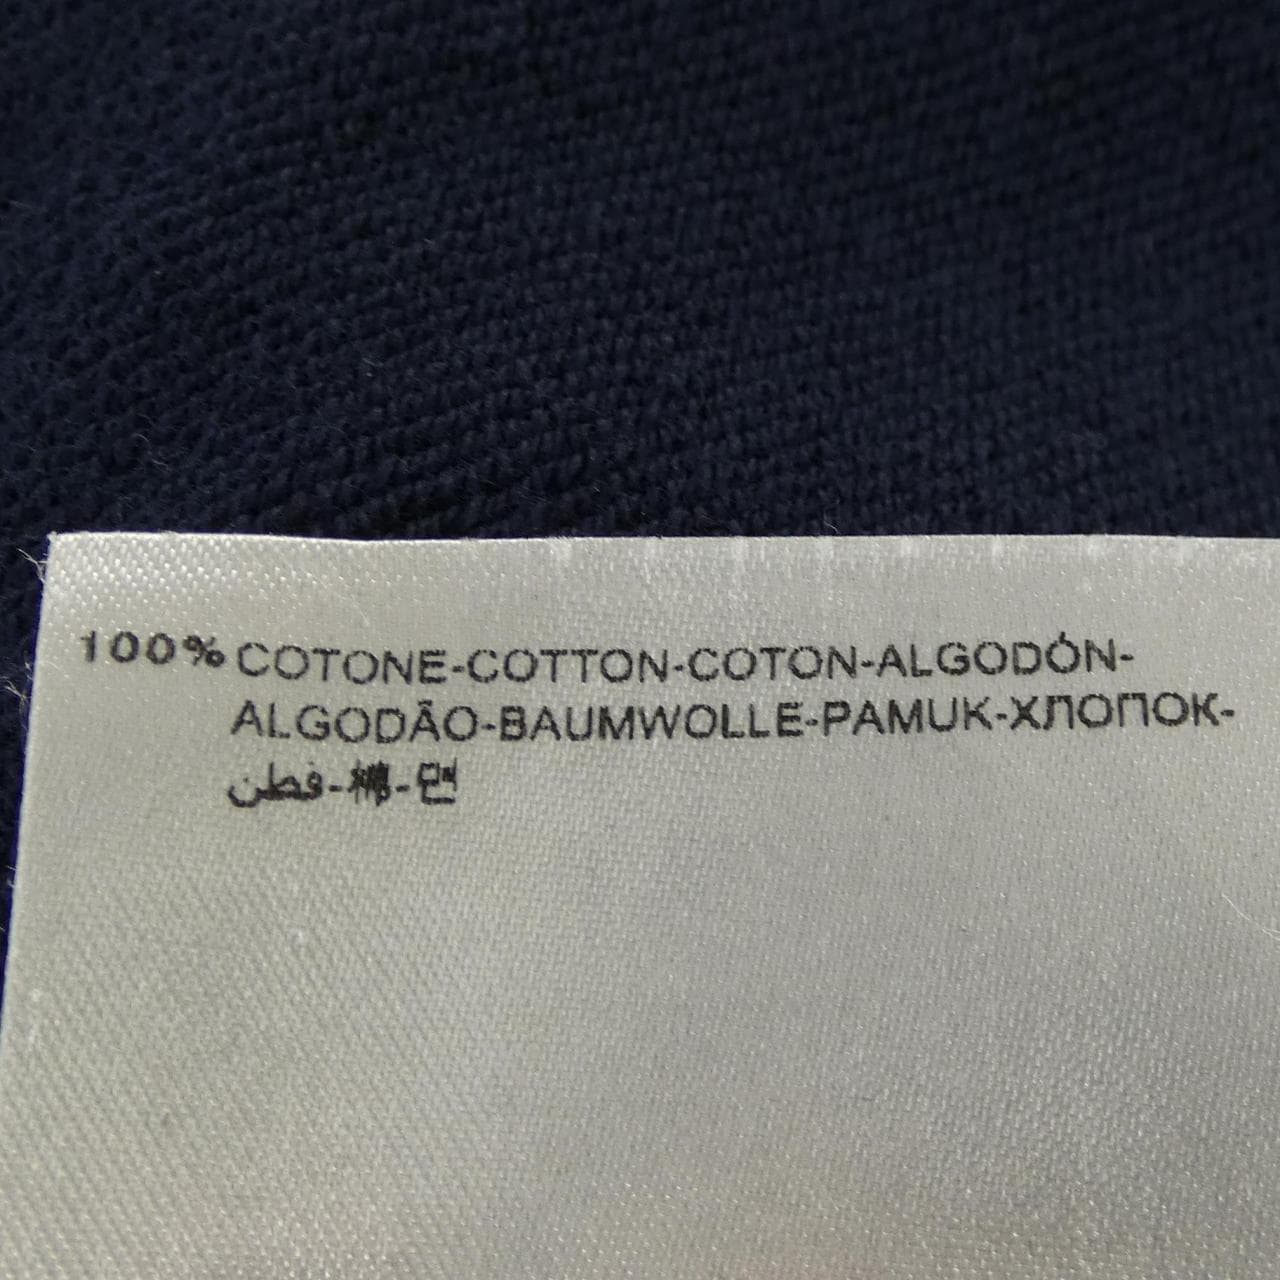 100% COTONE-COTTON-COTON-ALGODÓN-
ALGODÃO-BAUMWOLLE-PAMUK-ХЛОПОК-
قطن-棉-면